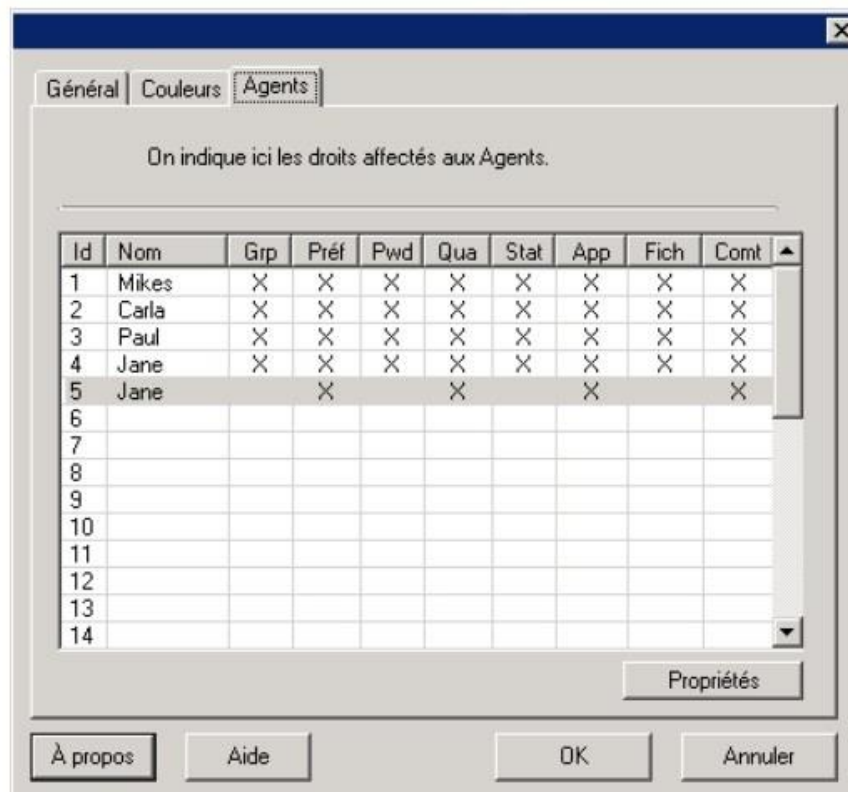 Général Couleurs Agents
On indique ici les droits affectés aux Agents.
Id Nom Grp Préf Pwd Qua Stat App Fich Comt
1 Mikes X X X X X X X X
2 Carla X X X X X X X X
3 Paul X X X X X X X X
4 Jane X X X X X X X X
5 Jane X X X X
6
7
8
9
10
11
12
13
14
Propriétés
À propos Aide OK Annuler